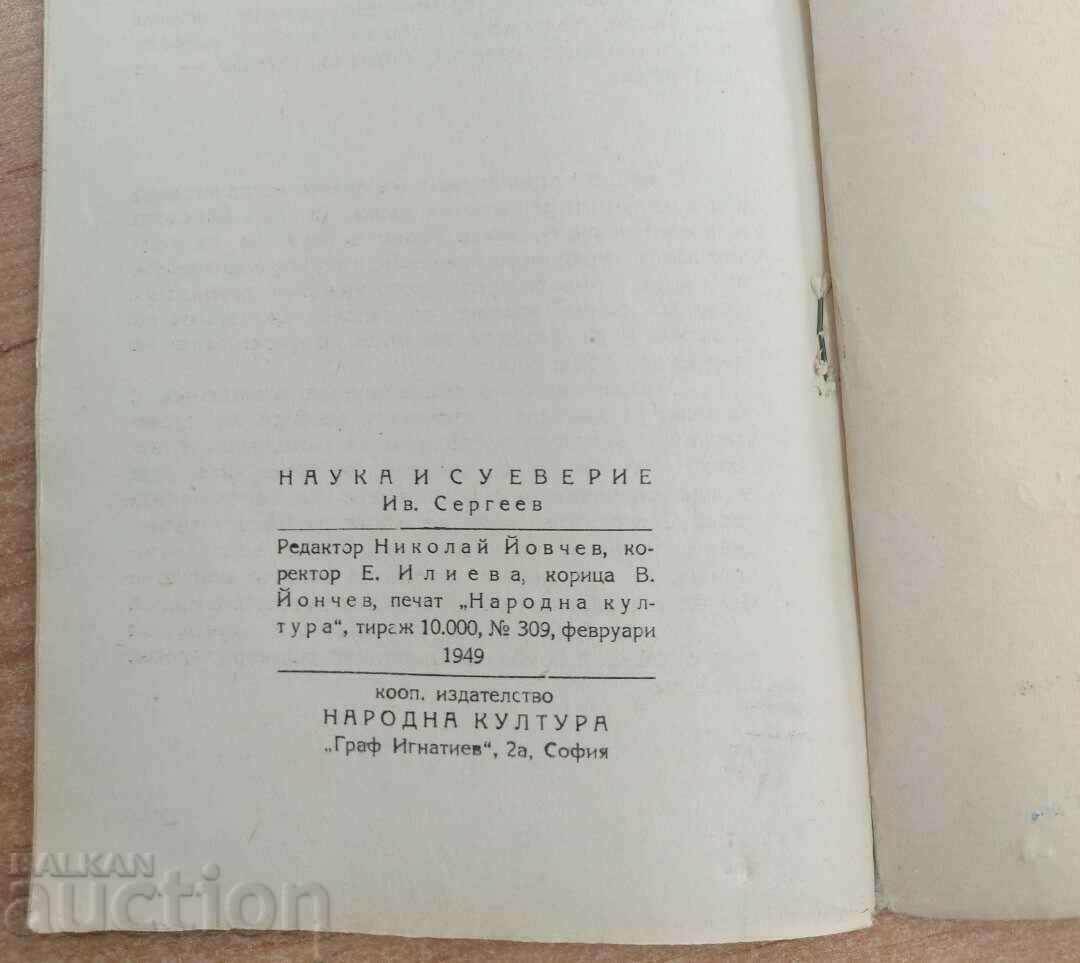 НАУКА И СУЕВЕРИЕ
Ив. Сергеев
Редактор Николай Йовчев, ко-
ректор Е. Илиева, корица В.
Йончев, печат „Народна кул-
тура“, тираж 10.000, № 309, февруари
1949
кооп. издателство
НАРОДНА КУЛТУРА
„Граф Игнатиев“, 2а, София
BALKAN
auction